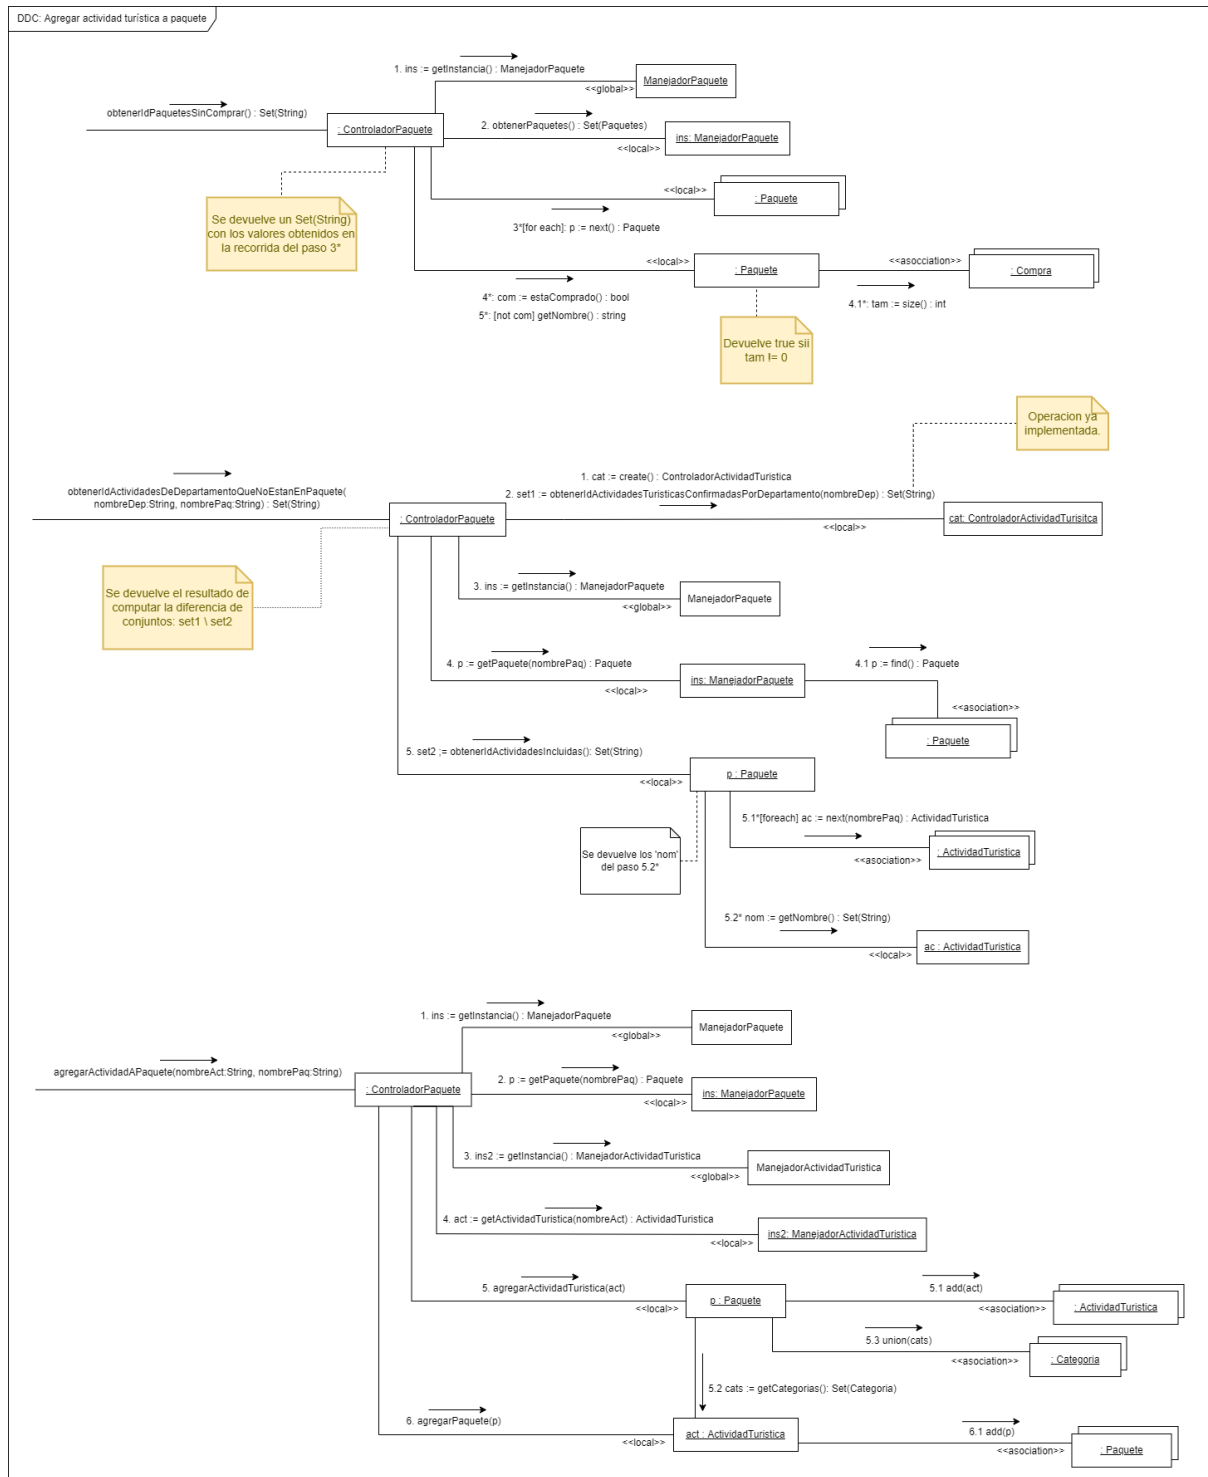 DDC: Agregar actividad turística a paquete
1. ins := getInstancia() : ManejadorPaquete
ManejadorPaquete
<<global>>
obtenerIdPaquetesSinComprar() : Set(String)
: ControladorPaquete
2. obtenerPaquetes() : Set(Paquetes)
ins: ManejadorPaquete
<<local>>
<<local>>
: Paquete
Se devuelve un Set(String)
con los valores obtenidos en
la recorrida del paso 3*
3*[for each]: p := next() : Paquete
<<local>>
: Paquete
<<asocciation>>
: Compra
4*: com := estaComprado() : bool
5*: [not com] getNombre() : string
4.1*: tam := size() : int
Devuelve true sii
tam != 0
Operacion ya
implementada.
obtenerIdActividadesDeDepartamentoQueNoEstanEnPaquete(
nombreDep:String, nombrePaq:String) : Set(String)
1. cat := create() : ControladorActividadTuristica
2. set1 := obtenerIdActividadesTuristicasConfirmadasPorDepartamento(nombreDep) : Set(String)
: ControladorPaquete
<<local>>
cat: ControladorActividadTurisitca
Se devuelve el resultado de
computar la diferencia de
conjuntos: set1 \ set2
3. ins := getInstancia() : ManejadorPaquete
<<global>>
ManejadorPaquete
4. p := getPaquete(nombrePaq) : Paquete
<<local>>
ins: ManejadorPaquete
4.1 p := find() : Paquete
<<asociation>>
: Paquete
5. set2 ;= obtenerIdActividadesIncluidas(): Set(String)
<<local>>
p : Paquete
5.1*[foreach] ac := next(nombrePaq) : ActividadTuristica
<<asociation>>
: ActividadTuristica
Se devuelve los 'nom'
del paso 5.2*
5.2* nom := getNombre() : Set(String)
<<local>>
ac : ActividadTuristica
1. ins := getInstancia() : ManejadorPaquete
<<global>>
ManejadorPaquete
agregarActividadAPaquete(nombreAct:String, nombrePaq:String)
: ControladorPaquete
2. p := getPaquete(nombrePaq) : Paquete
<<local>>
ins: ManejadorPaquete
3. ins2 := getInstancia() : ManejadorActividadTuristica
<<global>>
ManejadorActividadTuristica
4. act := getActividadTuristica(nombreAct) : ActividadTuristica
<<local>>
ins2: ManejadorActividadTuristica
5. agregarActividadTuristica(act)
<<local>>
p : Paquete
5.1 add(act)
<<asociation>>
: ActividadTuristica
5.3 union(cats)
<<asociation>>
: Categoria
5.2 cats := getCategorias(): Set(Categoria)
6. agregarPaquete(p)
<<local>>
act : ActividadTuristica
6.1 add(p)
<<asociation>>
: Paquete